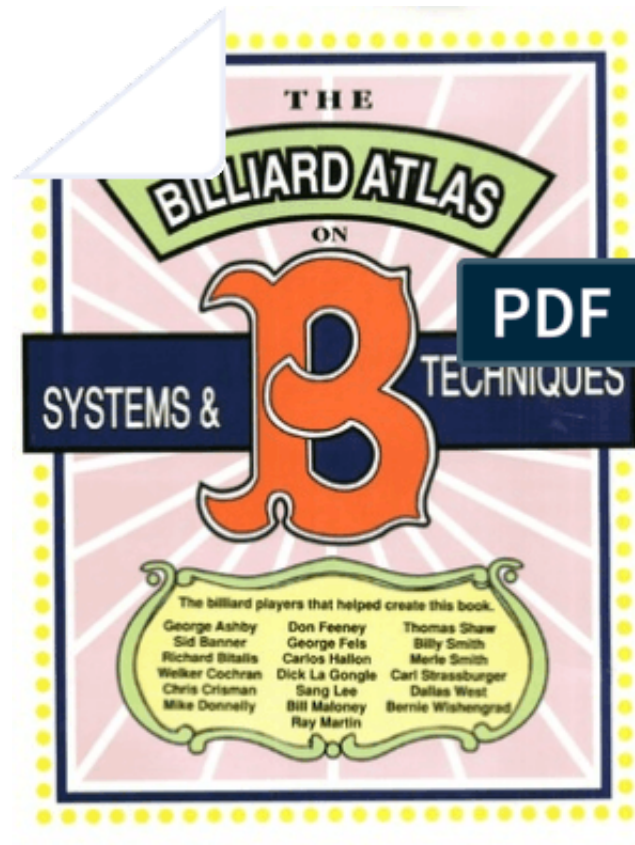 THE
BILLIARD ATLAS
ON
B
PDF
SYSTEMS & TECHNIQUES
The billiard players that helped create this book.
George Ashby Don Feeney Thomas Shaw
Sid Banner George Fels Billy Smith
Richard Bitalis Carlos Hallon Merle Smith
Welker Cochran Dick La Gongle Carl Strassburger
Chris Crisman Sang Lee Dallas West
Mike Donnelly Bill Maloney Bernie Wishengrad
Ray Martin